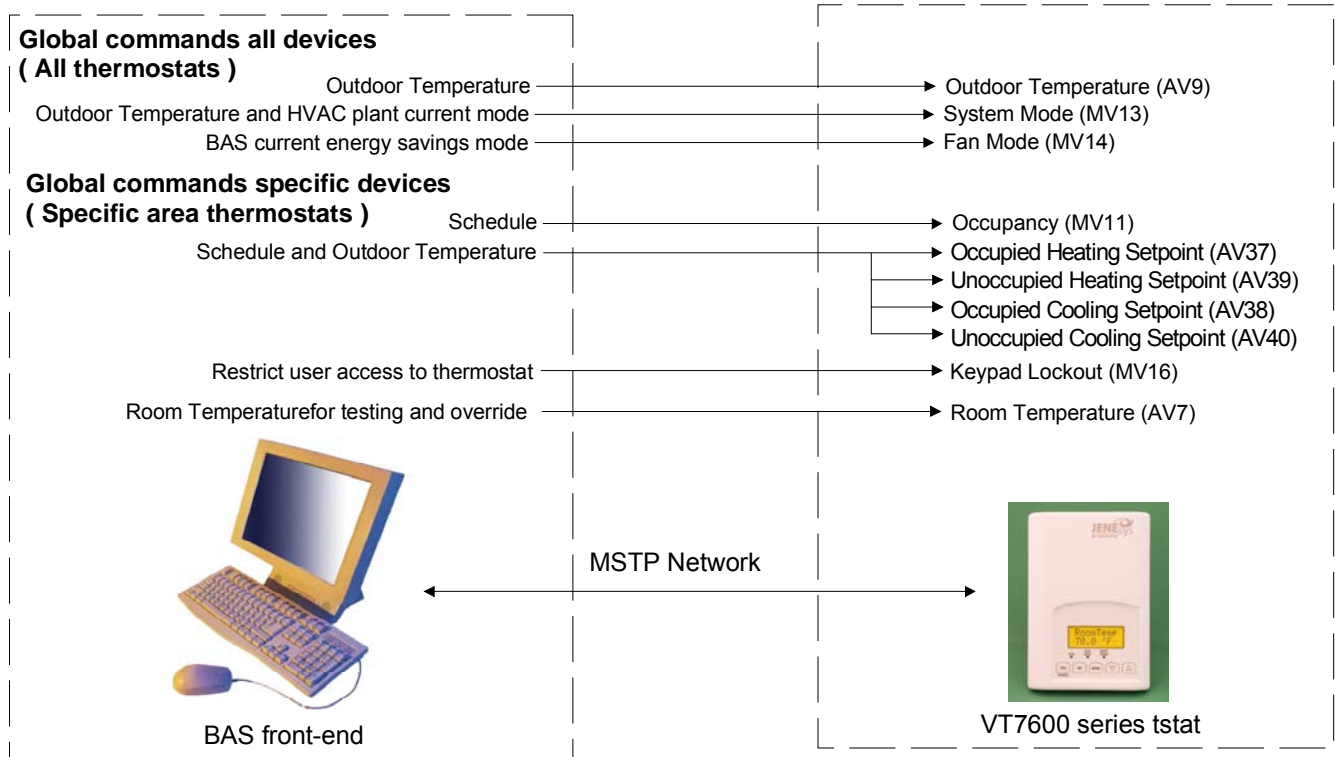 Global commands all devices
( All thermostats )
Outdoor Temperature
Outdoor Temperature (AV9)
Outdoor Temperature and HVAC plant current mode
System Mode (MV13)
BAS current energy savings mode
Fan Mode (MV14)
Global commands specific devices
( Specific area thermostats )
Schedule
Occupancy (MV11)
Schedule and Outdoor Temperature
Occupied Heating Setpoint (AV37)
Unoccupied Heating Setpoint (AV39)
Occupied Cooling Setpoint (AV38)
Unoccupied Cooling Setpoint (AV40)
Restrict user access to thermostat
Keypad Lockout (MV16)
Room Temperaturefor testing and override
Room Temperature (AV7)
MSTP Network
JENEsys
RoomTemp
70.0 °F
BAS front-end
VT7600 series tstat